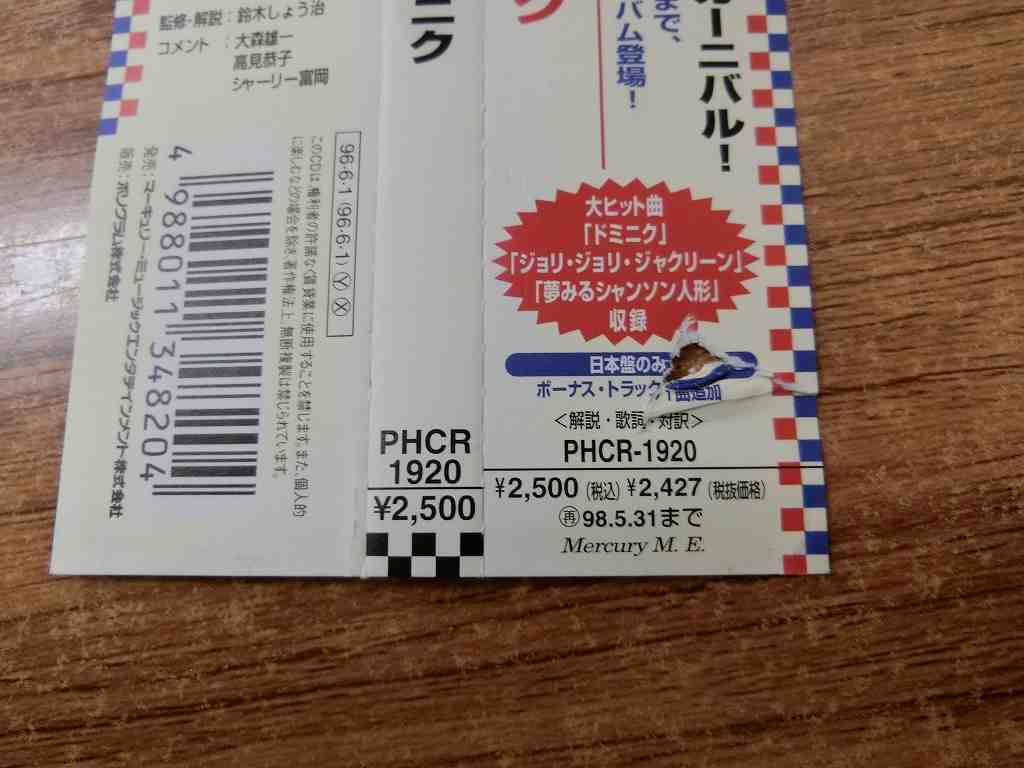 監修・解説：鈴木しょう治
コメント　：大森雄一
高見恭子
シャーリー富岡
96・6・1 (96・6・1) Ⓨ Ⓧ
このCDは、権利者の許諾なく賃貸業に使用することを禁じます。また、個人的
に楽しむなどの場合を除き、著作権法上、無断複製は禁じられています。
4 988011 348204
発売：マーキュリー・ミュージックエンタテインメント株式会社
販売：ポリグラム株式会社
ニク
PHCR
1920
¥2,500
ク
ーニバル！
まで、
バム登場！
大ヒット曲
「ドミニク」
「ジョリ・ジョリ・ジャクリーン」
「夢みるシャンソン人形」
収録
日本盤のみ
ボーナス・トラック 曲追加
＜解説・歌詞・対訳＞
PHCR-1920
¥2,500 (税込) ¥2,427 (税抜価格)
㊢98.5.31まで
Mercury M. E.